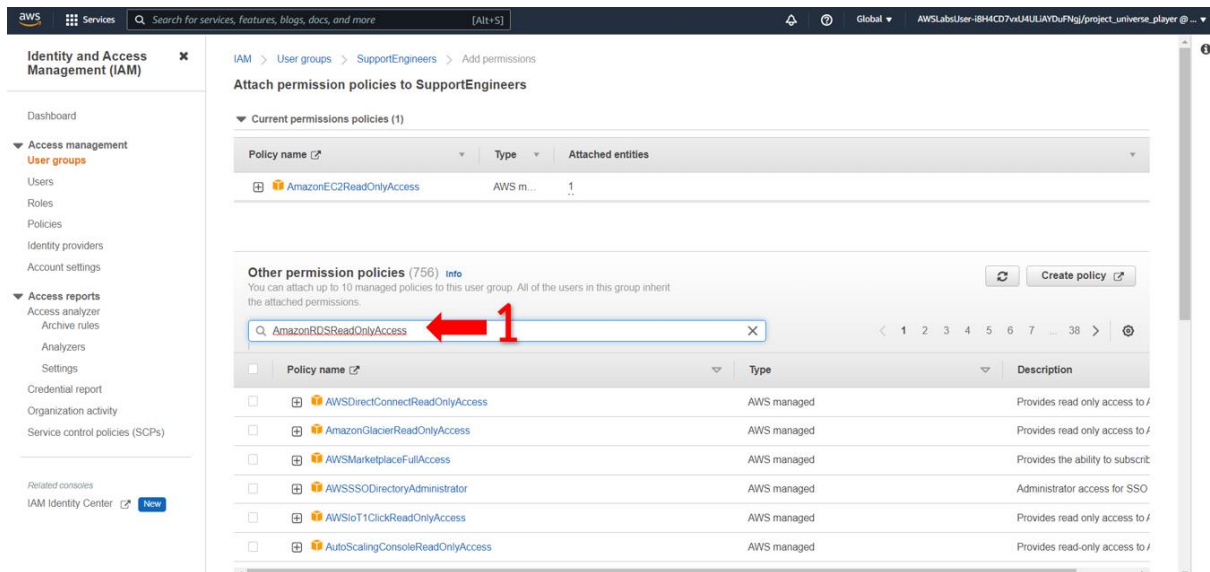 aws
Services
Search for services, features, blogs, docs, and more
[Alt+S]
Global
AWSLabsUser-i8H4CD7vxU4ULiAYDuFNgj/project_universe_player @ ...
Identity and Access
Management (IAM)
Dashboard
Access management
User groups
Users
Roles
Policies
Identity providers
Account settings
Access reports
Access analyzer
Archive rules
Analyzers
Settings
Credential report
Organization activity
Service control policies (SCPs)
Related consoles
IAM Identity Center New
IAM > User groups > SupportEngineers > Add permissions
Attach permission policies to SupportEngineers
Current permissions policies (1)
Policy name Type Attached entities
AmazonEC2ReadOnlyAccess AWS m... 1
Other permission policies (756) Info
You can attach up to 10 managed policies to this user group. All of the users in this group inherit
the attached permissions.
Create policy
AmazonRDSReadOnlyAccess
1
< 1 2 3 4 5 6 7 ... 38 >
Policy name Type Description
AWSDirectConnectReadOnlyAccess AWS managed Provides read only access to A
AmazonGlacierReadOnlyAccess AWS managed Provides read only access to A
AWSMarketplaceFullAccess AWS managed Provides the ability to subscrib
AWSSSODirectoryAdministrator AWS managed Administrator access for SSO
AWSIoT1ClickReadOnlyAccess AWS managed Provides read only access to A
AutoScalingConsoleReadOnlyAccess AWS managed Provides read-only access to A